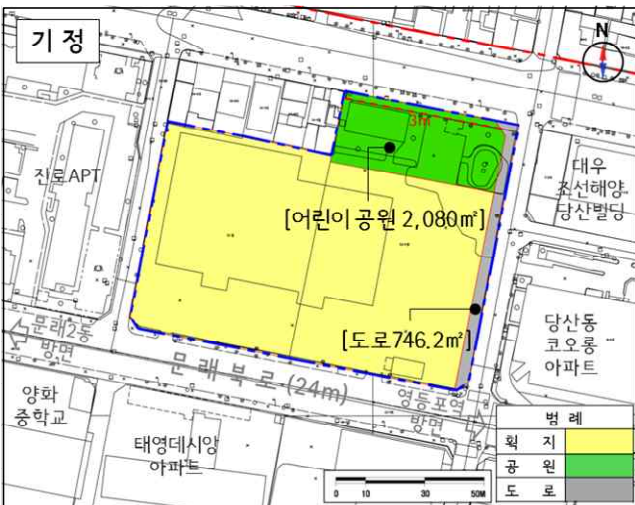 기 정
N
3m
진로APT
대우
조선해양
당산빌딩
[어린이 공원 2,080㎡]
[도로746.2㎡]
당산동
코오롱
아파트
문래2동
방면
문 래 북 로 (24m)
영등포역
방면
양화
중학교
태영데시앙
아파트
범 례
획 지
공 원
도 로
0 10 30 50M